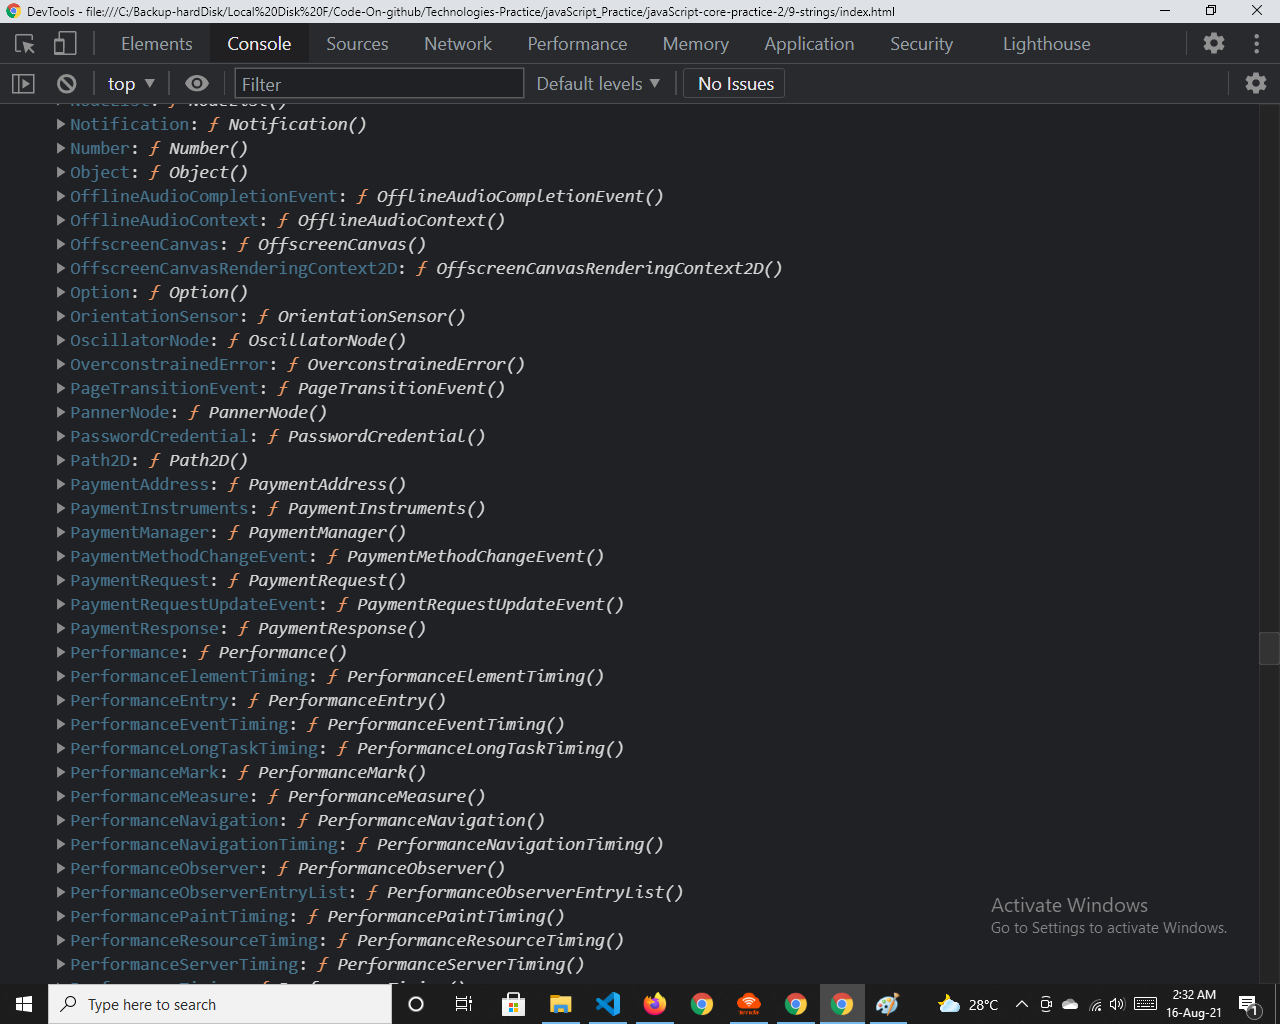 DevTools - file:///C:/Backup-hardDisk/Local%20Disk%20F/Code-On-github/Technologies-Practice/javaScript_Practice/javaScript-core-practice-2/9-strings/index.html
Elements Console Sources Network Performance Memory Application Security Lighthouse
top ▼ Filter Default levels ▼ No Issues
NodeList: ƒ NodeList()
Notification: ƒ Notification()
Number: ƒ Number()
Object: ƒ Object()
OfflineAudioCompletionEvent: ƒ OfflineAudioCompletionEvent()
OfflineAudioContext: ƒ OfflineAudioContext()
OffscreenCanvas: ƒ OffscreenCanvas()
OffscreenCanvasRenderingContext2D: ƒ OffscreenCanvasRenderingContext2D()
Option: ƒ Option()
OrientationSensor: ƒ OrientationSensor()
OscillatorNode: ƒ OscillatorNode()
OverconstrainedError: ƒ OverconstrainedError()
PageTransitionEvent: ƒ PageTransitionEvent()
PannerNode: ƒ PannerNode()
PasswordCredential: ƒ PasswordCredential()
Path2D: ƒ Path2D()
PaymentAddress: ƒ PaymentAddress()
PaymentInstruments: ƒ PaymentInstruments()
PaymentManager: ƒ PaymentManager()
PaymentMethodChangeEvent: ƒ PaymentMethodChangeEvent()
PaymentRequest: ƒ PaymentRequest()
PaymentRequestUpdateEvent: ƒ PaymentRequestUpdateEvent()
PaymentResponse: ƒ PaymentResponse()
Performance: ƒ Performance()
PerformanceElementTiming: ƒ PerformanceElementTiming()
PerformanceEntry: ƒ PerformanceEntry()
PerformanceEventTiming: ƒ PerformanceEventTiming()
PerformanceLongTaskTiming: ƒ PerformanceLongTaskTiming()
PerformanceMark: ƒ PerformanceMark()
PerformanceMeasure: ƒ PerformanceMeasure()
PerformanceNavigation: ƒ PerformanceNavigation()
PerformanceNavigationTiming: ƒ PerformanceNavigationTiming()
PerformanceObserver: ƒ PerformanceObserver()
PerformanceObserverEntryList: ƒ PerformanceObserverEntryList()
PerformancePaintTiming: ƒ PerformancePaintTiming()
PerformanceResourceTiming: ƒ PerformanceResourceTiming()
PerformanceServerTiming: ƒ PerformanceServerTiming()
Activate Windows
Go to Settings to activate Windows.
Type here to search
28°C
2:32 AM
16-Aug-21
1